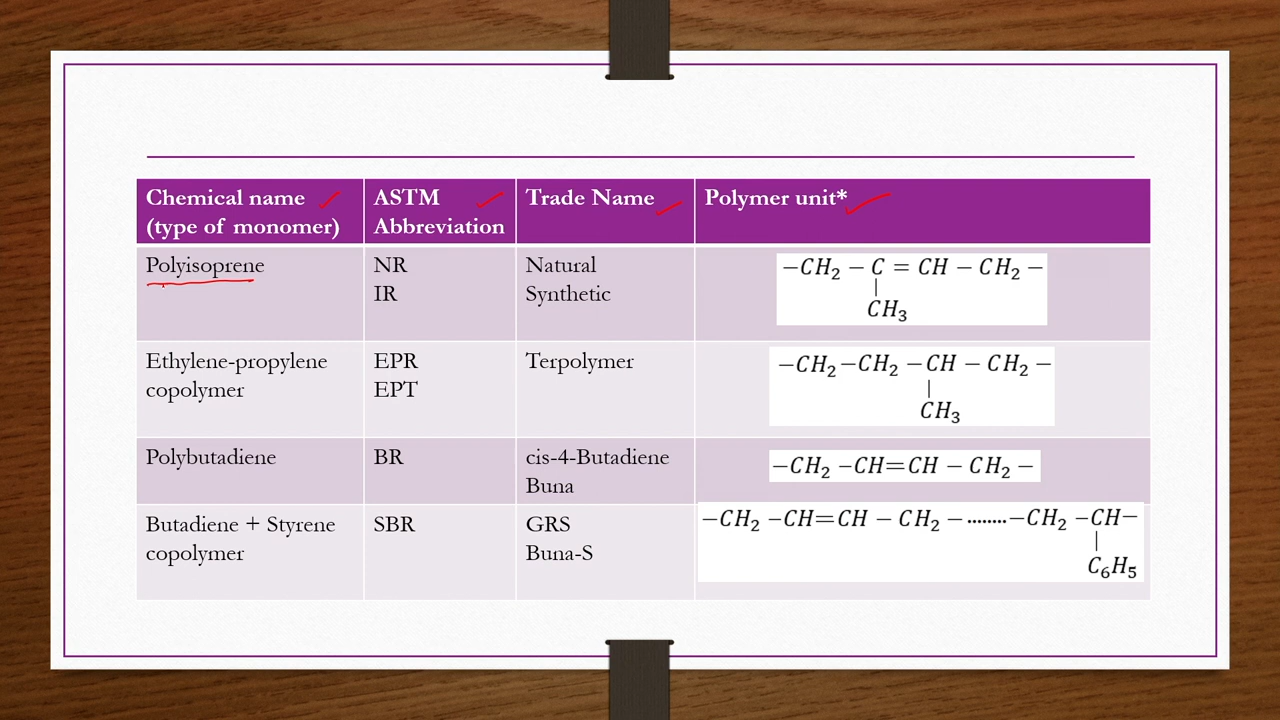 Chemical name
(type of monomer)
ASTM
Abbreviation
Trade Name
Polymer unit*
Polyisoprene
NR
IR
Natural
Synthetic
−CH₂ − C = CH − CH₂ −
|
CH₃
Ethylene-propylene
copolymer
EPR
EPT
Terpolymer
−CH₂−CH₂ −CH − CH₂ −
|
CH₃
Polybutadiene
BR
cis-4-Butadiene
Buna
−CH₂ −CH=CH − CH₂ −
Butadiene + Styrene
copolymer
SBR
GRS
Buna-S
−CH₂ −CH=CH − CH₂ −........−CH₂ −CH−
|
C₆H₅